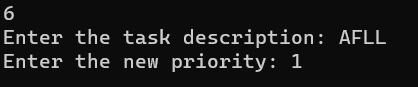 6
Enter the task description: AFLL
Enter the new priority: 1